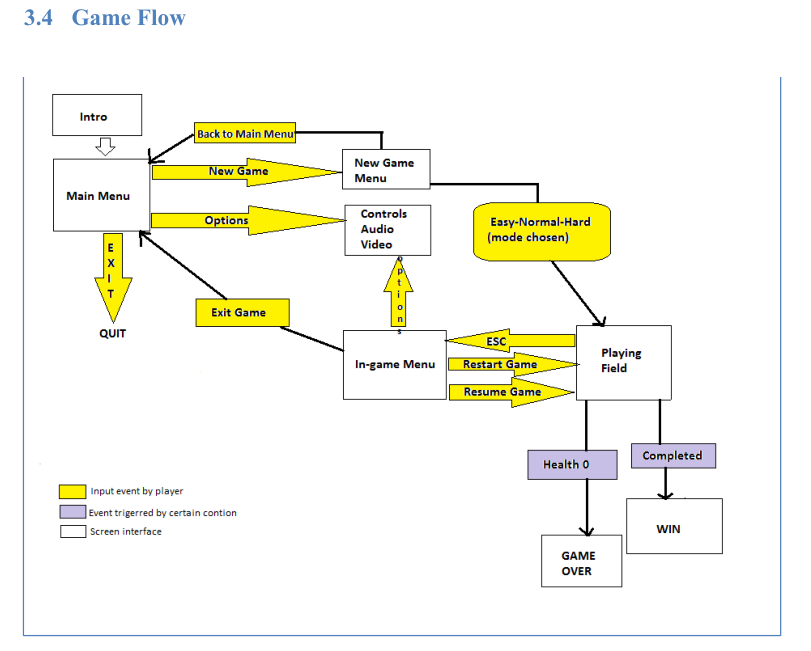 3.4 Game Flow
Intro
Back to Main Menu
New Game
New Game
Menu
Main Menu
Options
Controls
Audio
Video
Easy-Normal-Hard
(mode chosen)
EXIT
QUIT
Options
Exit Game
In-game Menu
ESC
Restart Game
Resume Game
Playing
Field
Health 0
Completed
Input event by player
Event trigerred by certain contion
Screen interface
WIN
GAME
OVER